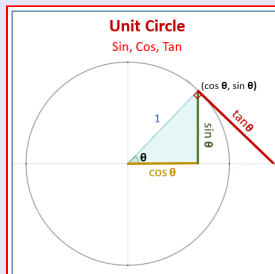 Unit Circle
Sin, Cos, Tan
(cos θ, sin θ)
1
tanθ
sin θ
θ
cos θ